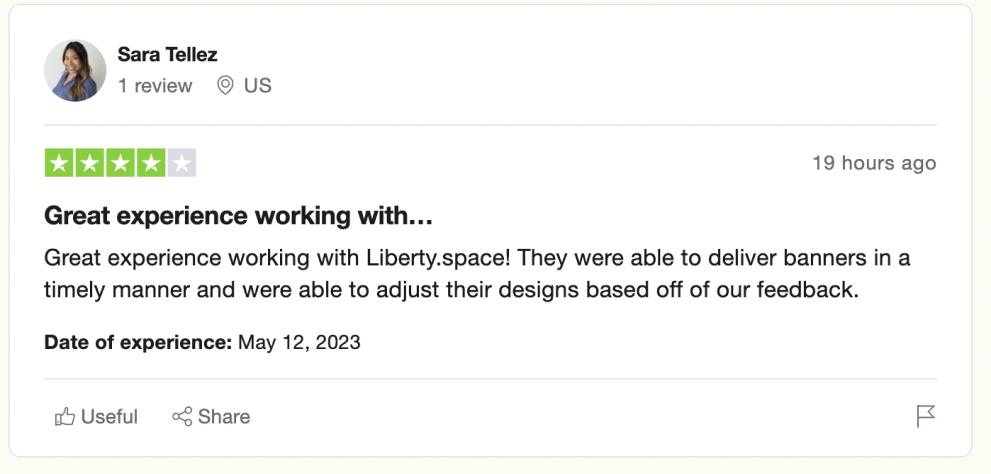 Sara Tellez
1 review US
19 hours ago
Great experience working with...
Great experience working with Liberty.space! They were able to deliver banners in a
timely manner and were able to adjust their designs based off of our feedback.
Date of experience: May 12, 2023
Useful Share